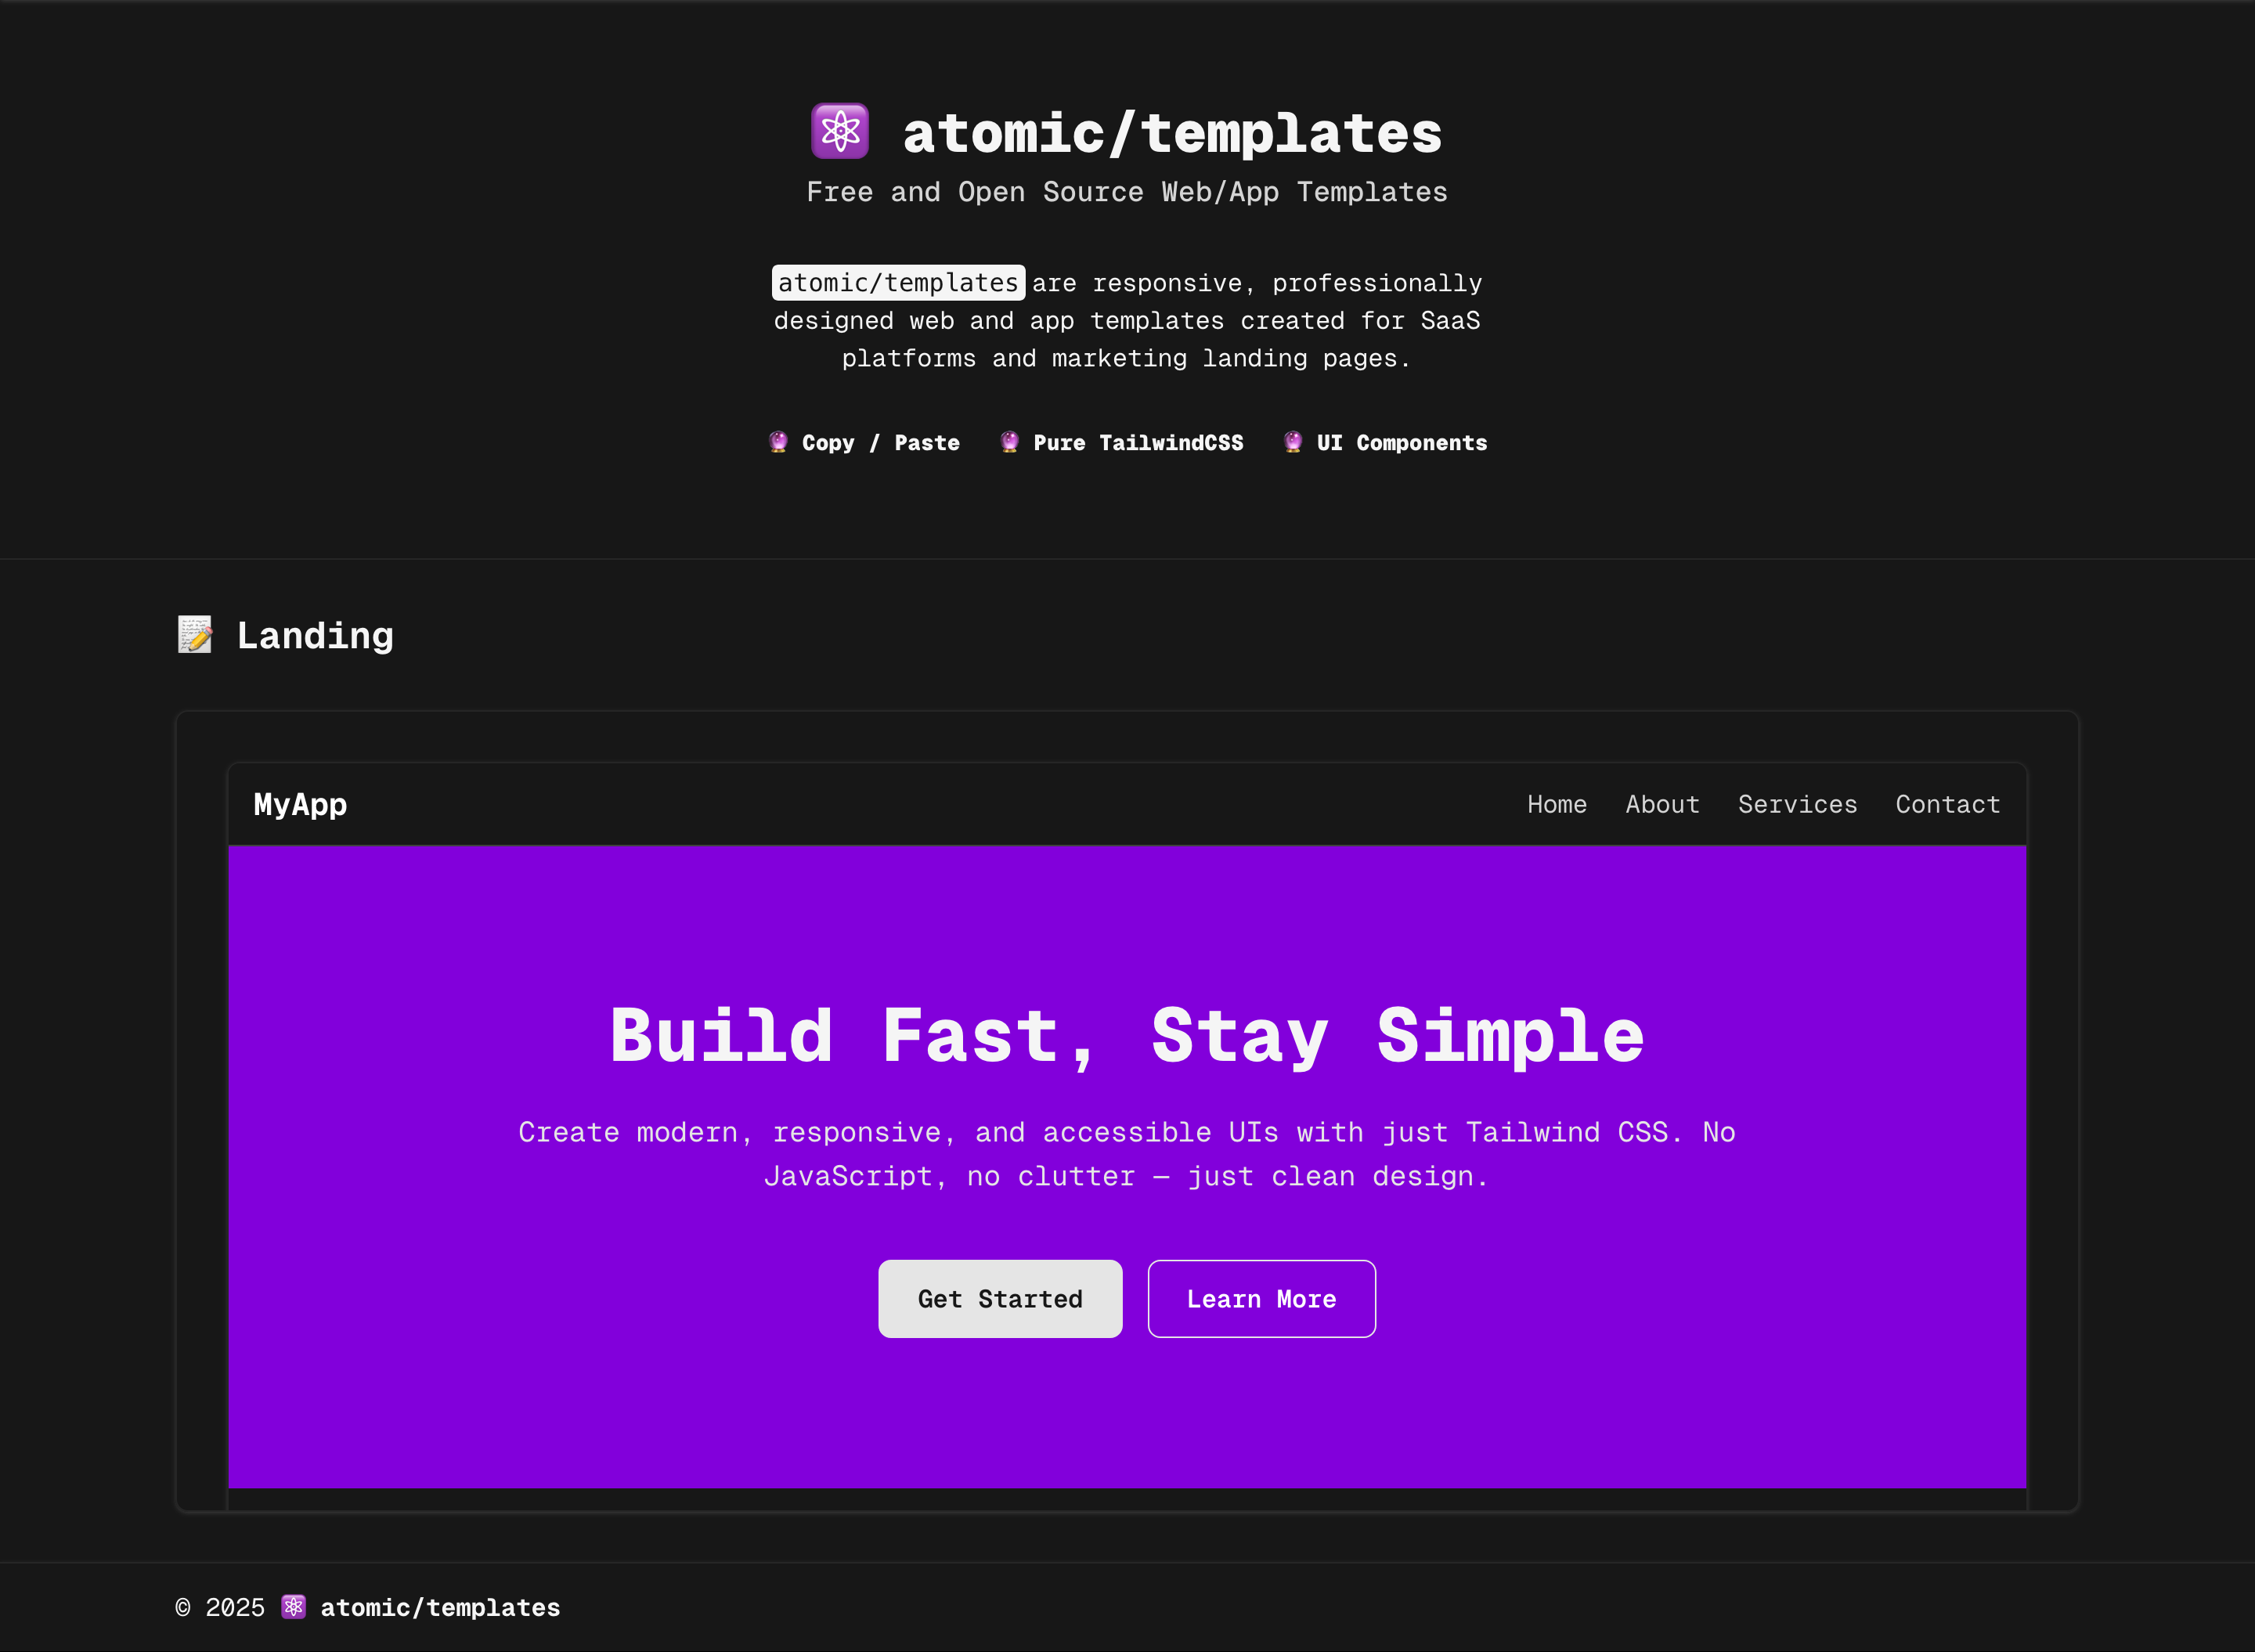 ⚛️ atomic/templates
Free and Open Source Web/App Templates
atomic/templates are responsive, professionally
designed web and app templates created for SaaS
platforms and marketing landing pages.
🔮 Copy / Paste 🔮 Pure TailwindCSS 🔮 UI Components
📝 Landing
MyApp Home About Services Contact
Build Fast, Stay Simple
Create modern, responsive, and accessible UIs with just Tailwind CSS. No
JavaScript, no clutter — just clean design.
Get Started Learn More
© 2025 ⚛️ atomic/templates